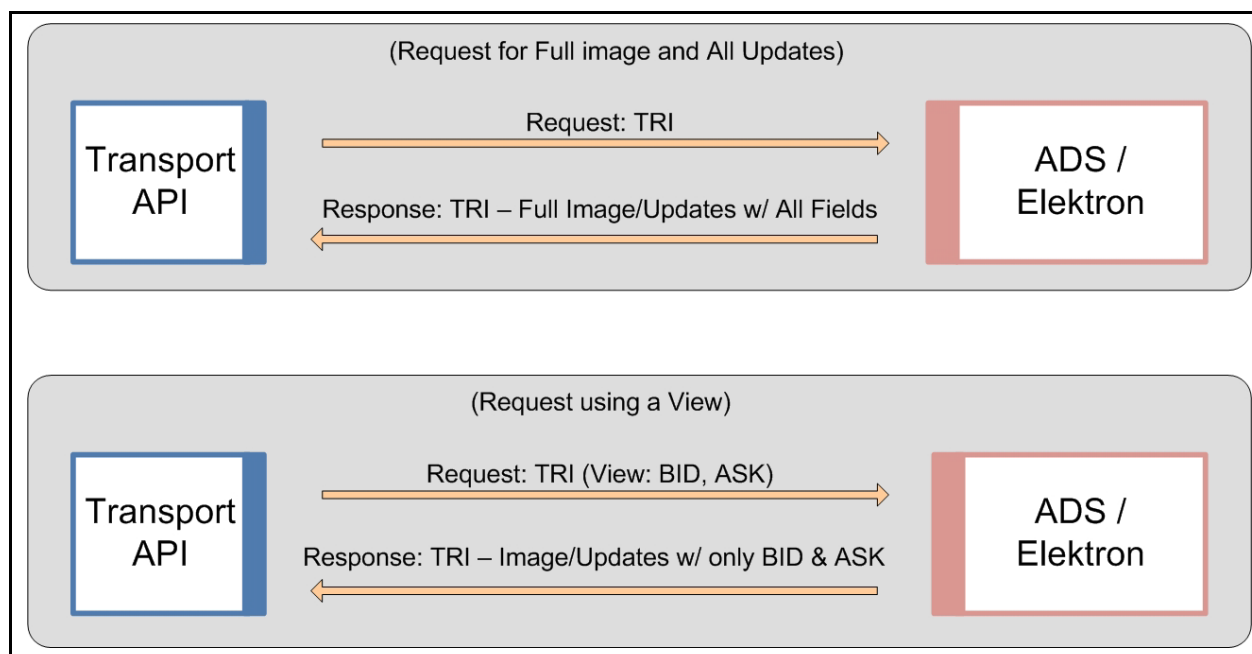 (Request for Full image and All Updates)
Transport
API
Request: TRI
Response: TRI – Full Image/Updates w/ All Fields
ADS /
Elektron
(Request using a View)
Transport
API
Request: TRI (View: BID, ASK)
Response: TRI – Image/Updates w/ only BID & ASK
ADS /
Elektron